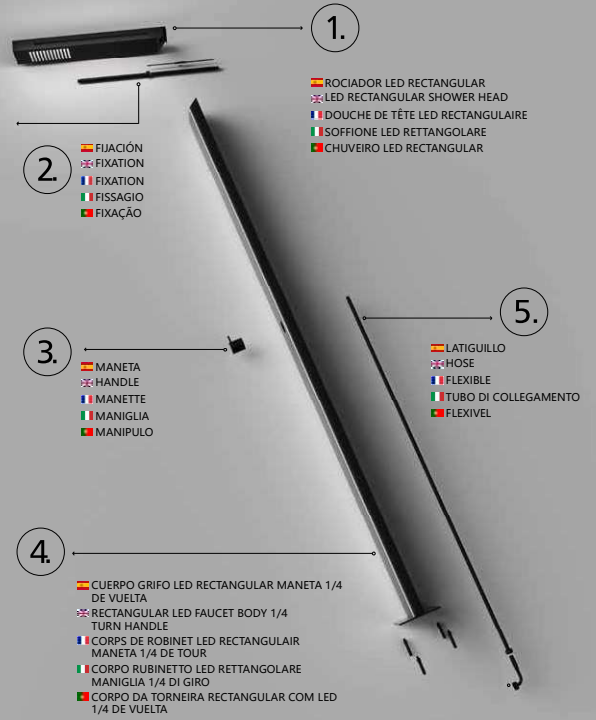 1.
ROCIADOR LED RECTANGULAR
LED RECTANGULAR SHOWER HEAD
DOUCHE DE TÊTE LED RECTANGULAIRE
SOFFIONE LED RETTANGOLARE
CHUVEIRO LED RECTANGULAR
2.
FIJACIÓN
FIXATION
FIXATION
FISSAGIO
FIXAÇÃO
3.
MANETA
HANDLE
MANETTE
MANIGLIA
MANIPULO
5.
LATIGUILLO
HOSE
FLEXIBLE
TUBO DI COLLEGAMENTO
FLEXIVEL
4.
CUERPO GRIFO LED RECTANGULAR MANETA 1/4
DE VUELTA
RECTANGULAR LED FAUCET BODY 1/4
TURN HANDLE
CORPS DE ROBINET LED RECTANGULAIR
MANETA 1/4 DE TOUR
CORPO RUBINETTO LED RETTANGOLARE
MANIGLIA 1/4 DI GIRO
CORPO DA TORNEIRA RECTANGULAR COM LED
1/4 DE VUELTA